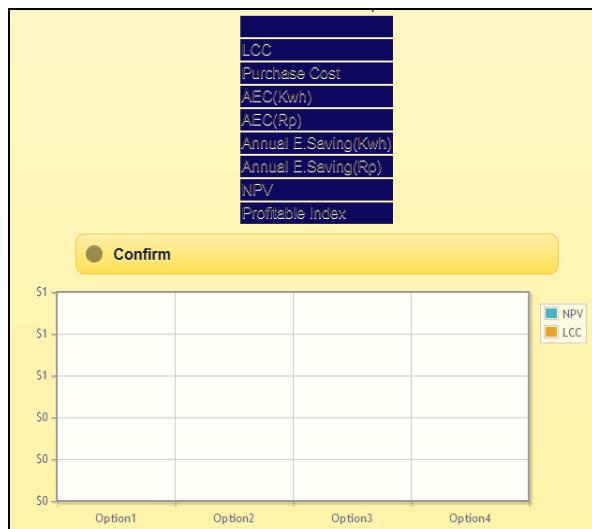 LCC
Purchase Cost
AEC(Kwh)
AEC(Rp)
Annual E.Saving(Kwh)
Annual E.Saving(Rp)
NPV
Profitable Index
Confirm
$1
$1
$1
$0
$0
$0
Option1 Option2 Option3 Option4
NPV
LCC